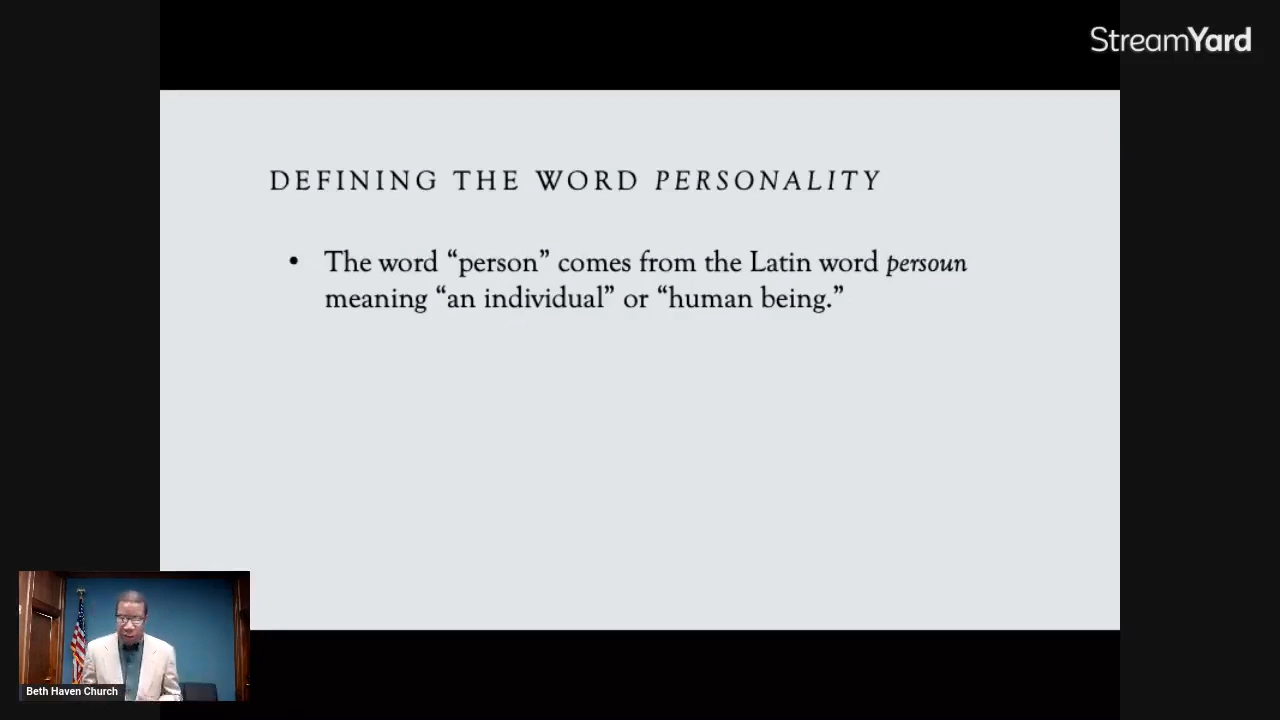 StreamYard
DEFINING THE WORD PERSONALITY
• The word “person” comes from the Latin word persoun
meaning “an individual” or “human being.”
Beth Haven Church